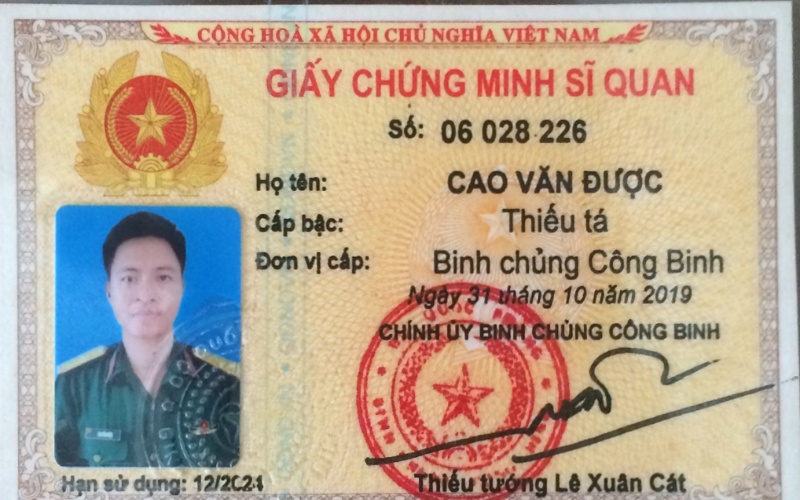 CỘNG HOÀ XÃ HỘI CHỦ NGHĨA VIỆT NAM
GIẤY CHỨNG MINH SĨ QUAN
Số: 06 028 226
Họ tên: CAO VĂN ĐƯỢC
Cấp bậc: Thiếu tá
Đơn vị cấp: Binh chủng Công Binh
Ngày 31 tháng 10 năm 2019
CHÍNH ỦY BINH CHỦNG CÔNG BINH
Hạn sử dụng: 12/2024
Thiếu tướng Lê Xuân Cát